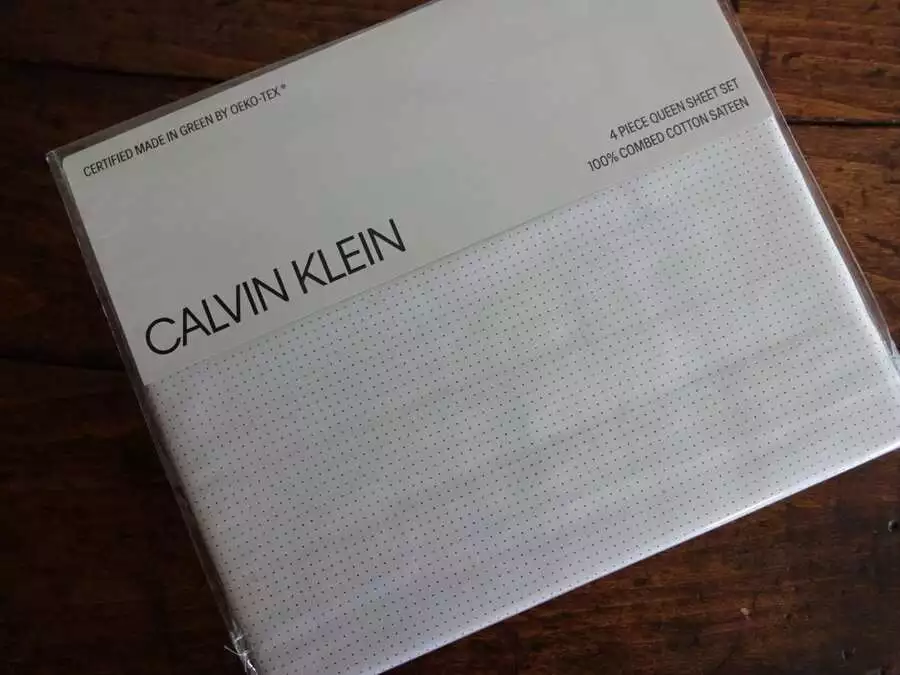 CERTIFIED MADE IN GREEN BY OEKO-TEX®
4 PIECE QUEEN SHEET SET
100% COMBED COTTON SATEEN
CALVIN KLEIN